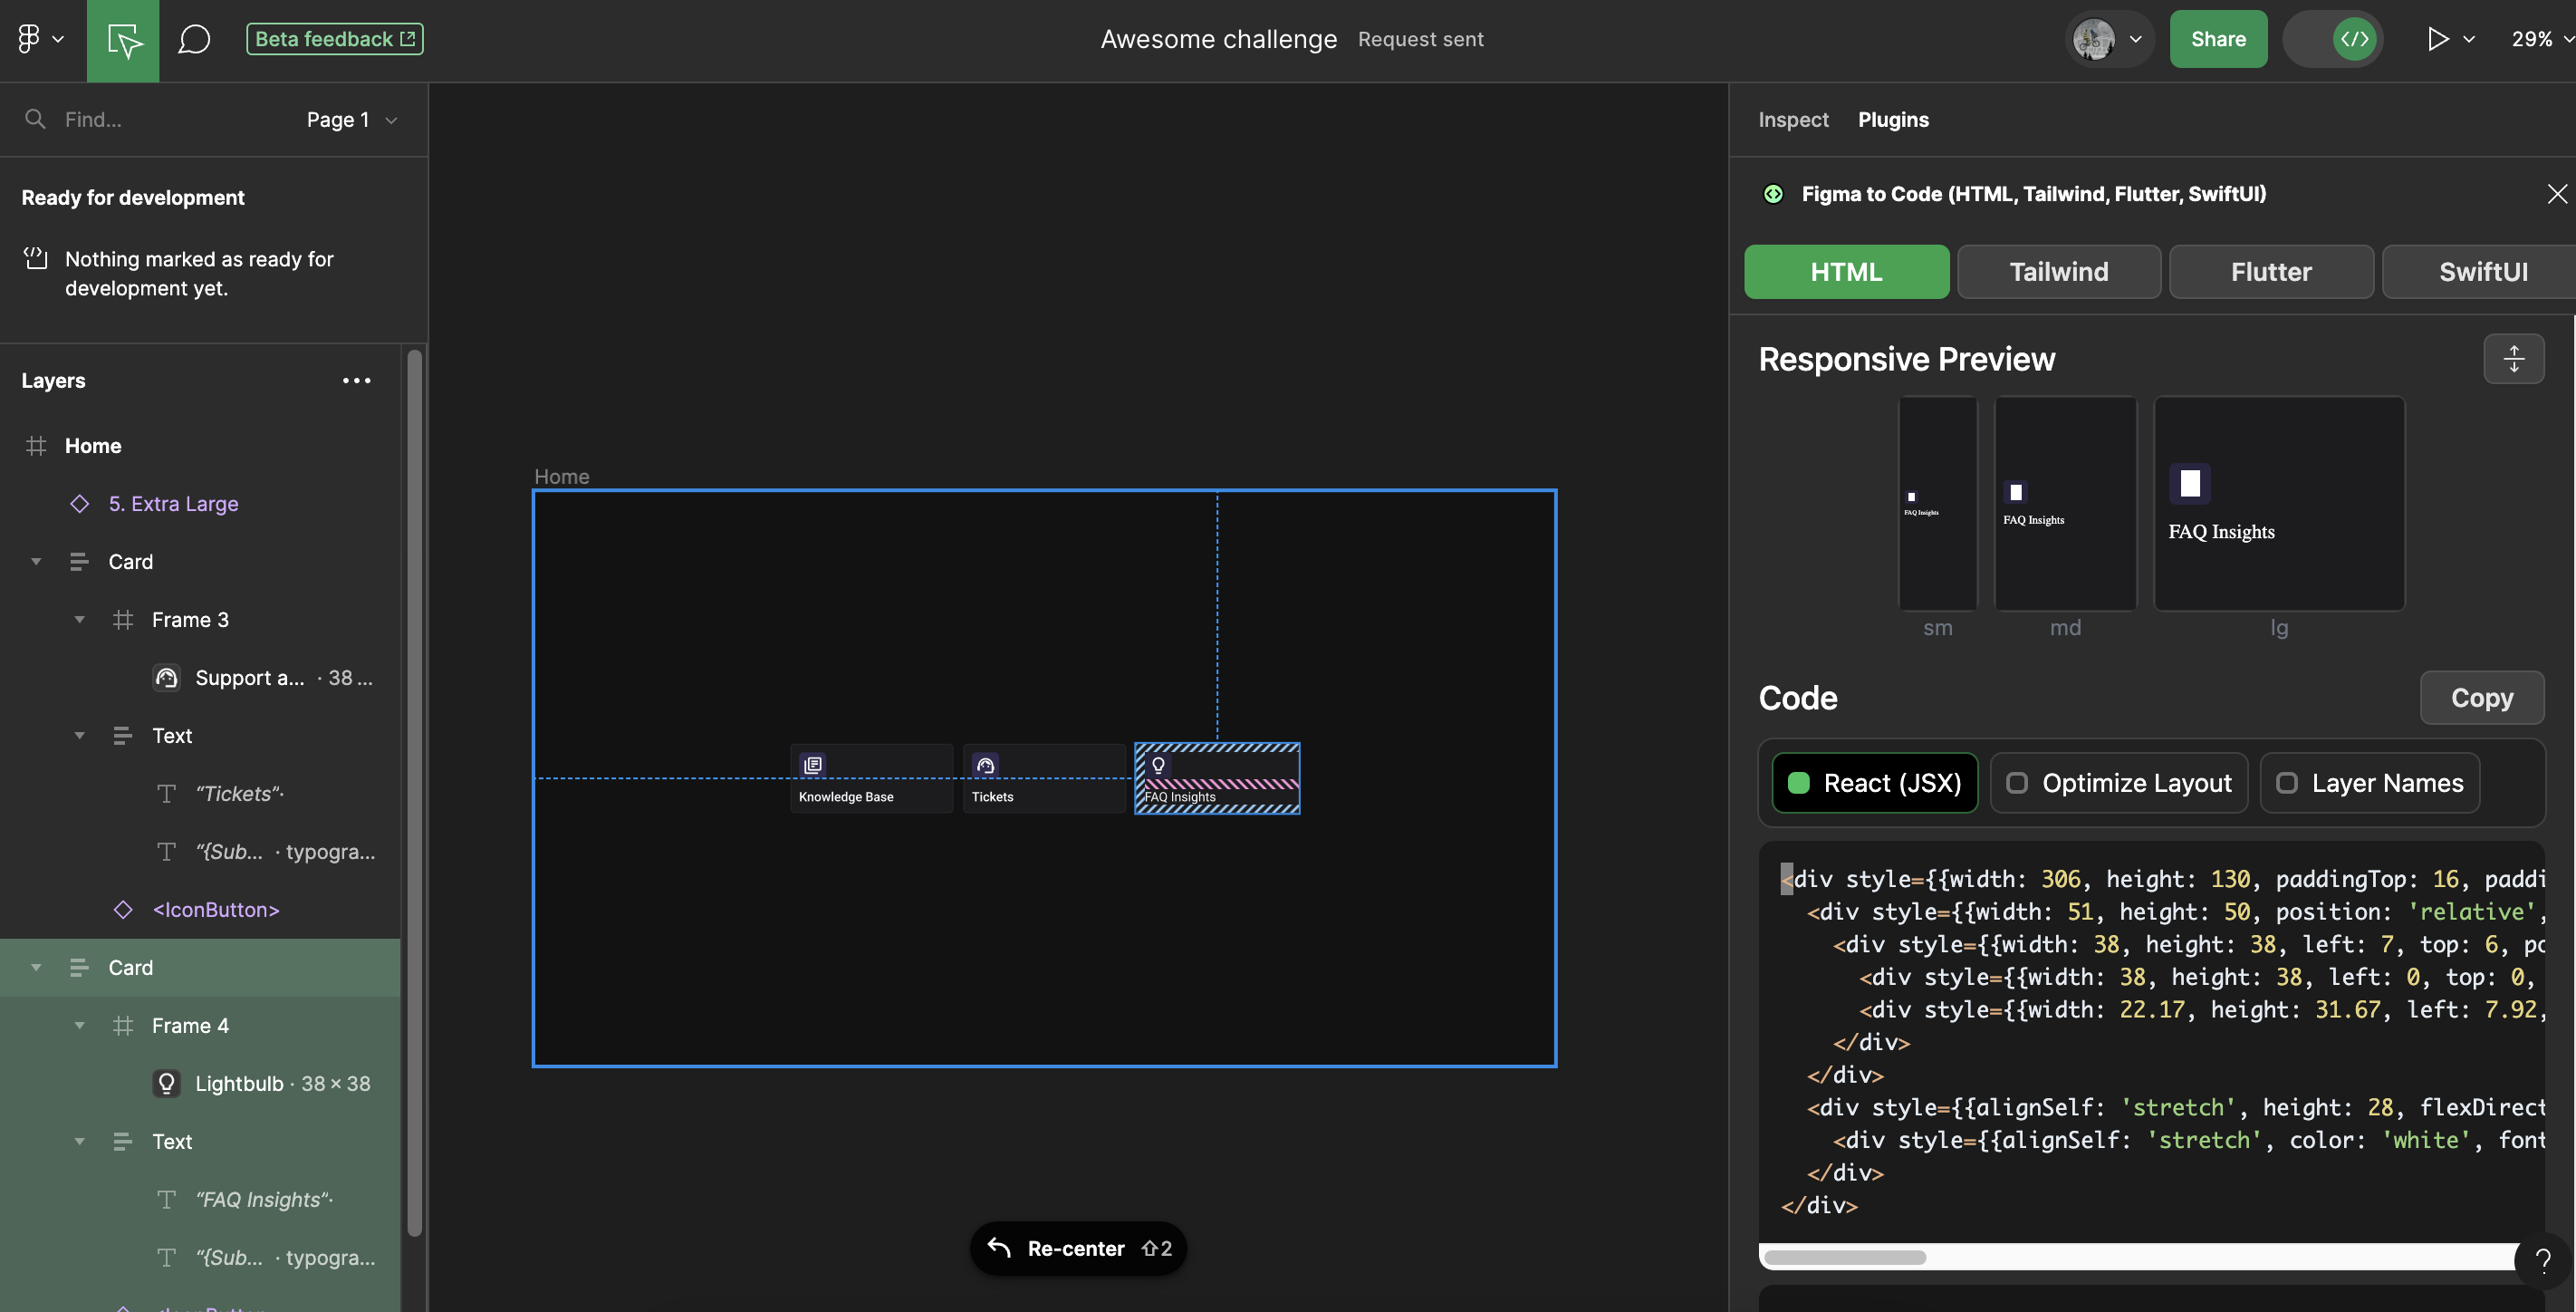 Beta feedback
Awesome challenge Request sent
Share
29%
Find...
Page 1
Ready for development
Nothing marked as ready for
development yet.
Layers
Home
5. Extra Large
Card
Frame 3
Support a... · 38 ...
Text
“Tickets”·
“{Sub... · typogra...
<IconButton>
Card
Frame 4
Lightbulb · 38 × 38
Text
“FAQ Insights”·
“{Sub... · typogra...
Home
Knowledge Base
Tickets
FAQ Insights
Re-center ⇧2
Inspect Plugins
Figma to Code (HTML, Tailwind, Flutter, SwiftUI)
HTML Tailwind Flutter SwiftUI
Responsive Preview
FAQ Insights
FAQ Insights
FAQ Insights
sm md lg
Code
Copy
React (JSX) Optimize Layout Layer Names
<div style={{width: 306, height: 130, paddingTop: 16, paddi
<div style={{width: 51, height: 50, position: 'relative',
<div style={{width: 38, height: 38, left: 7, top: 6, po
<div style={{width: 38, height: 38, left: 0, top: 0,
<div style={{width: 22.17, height: 31.67, left: 7.92,
</div>
</div>
<div style={{alignSelf: 'stretch', height: 28, flexDirect
<div style={{alignSelf: 'stretch', color: 'white', font
</div>
</div>
?